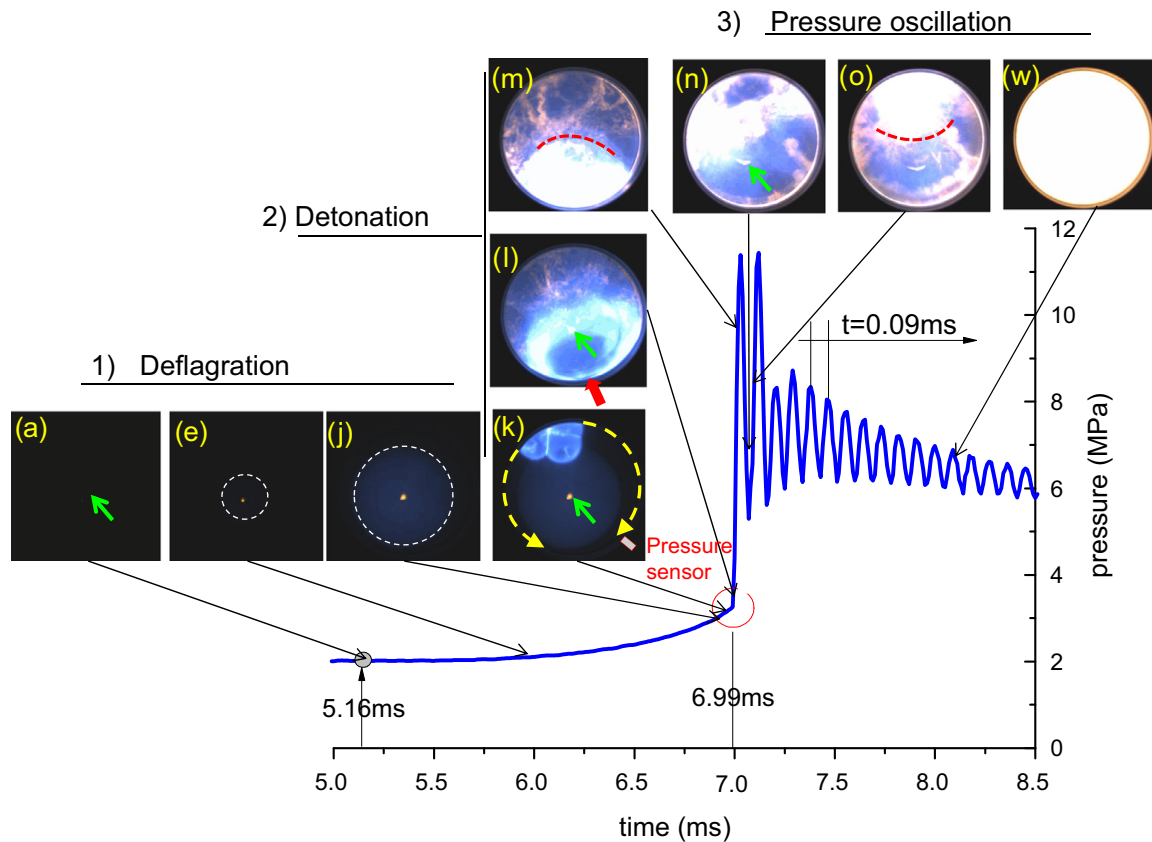 3) Pressure oscillation
(m)
(n)
(o)
(w)
2) Detonation
(l)
1) Deflagration
(a)
(e)
(j)
(k)
Pressure
sensor
t=0.09ms
5.16ms
6.99ms
12
10
8
6
4
2
0
pressure (MPa)
5.0
5.5
6.0
6.5
7.0
7.5
8.0
8.5
time (ms)